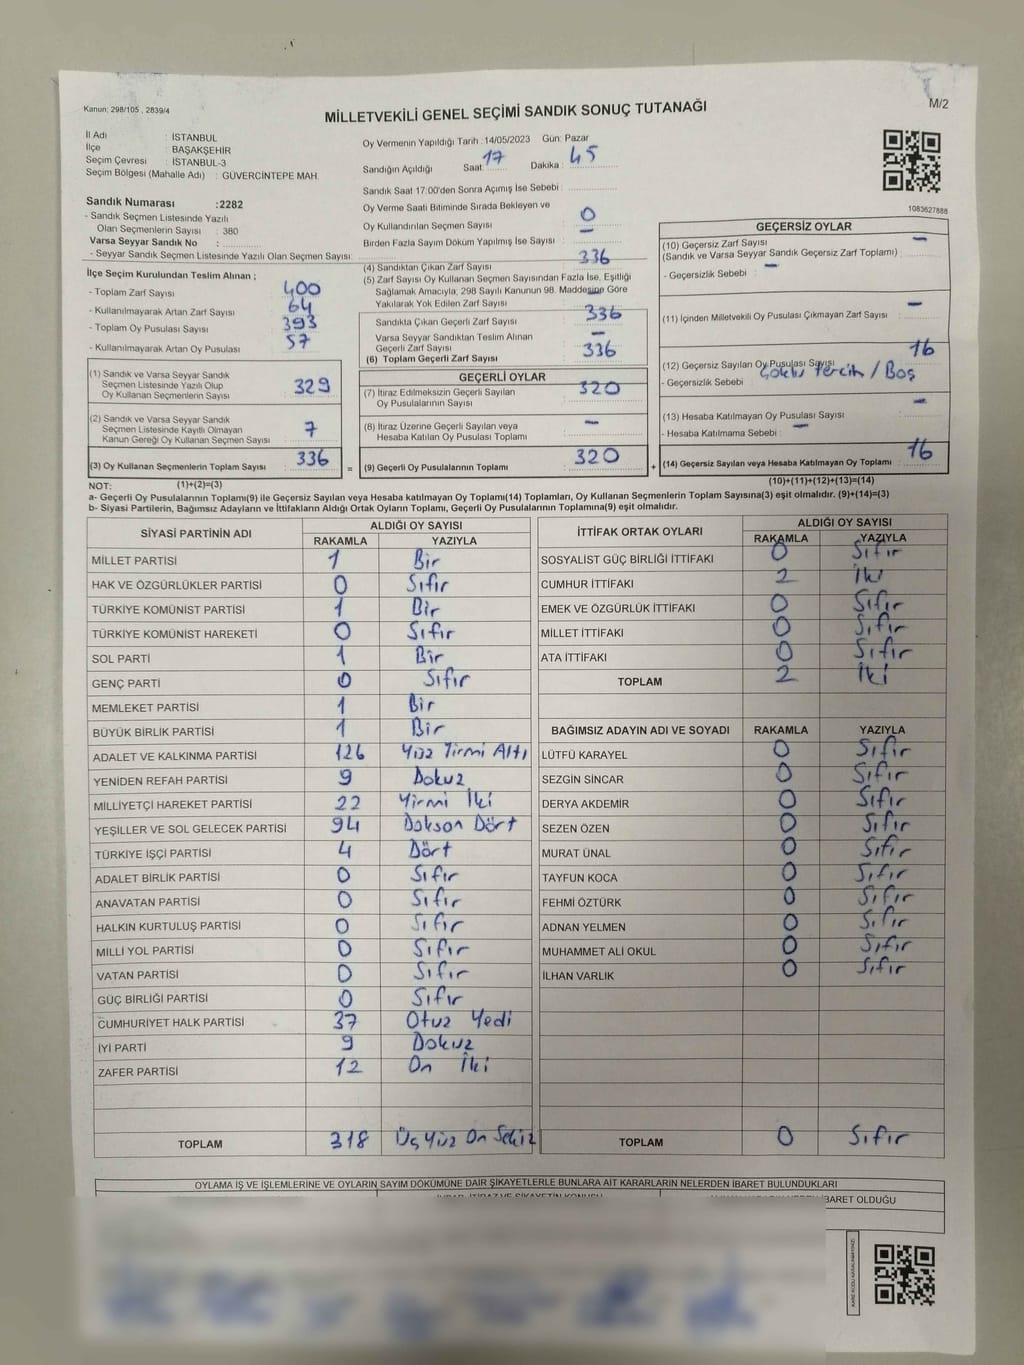 Kanun; 298/105 , 2839/4
M/2
MİLLETVEKİLİ GENEL SEÇİMİ SANDIK SONUÇ TUTANAĞI
İl Adı : İSTANBUL
İlçe : BAŞAKŞEHİR
Seçim Çevresi : İSTANBUL-3
Seçim Bölgesi (Mahalle Adı) : GÜVERCİNTEPE MAH.
Sandık Numarası :2282
- Sandık Seçmen Listesinde Yazılı
Olan Seçmenlerin Sayısı : 380
Varsa Seyyar Sandık No :
- Seyyar Sandık Seçmen Listesinde Yazılı Olan Seçmen Sayısı:
İlçe Seçim Kurulundan Teslim Alınan ;
- Toplam Zarf Sayısı 400
- Kullanılmayarak Artan Zarf Sayısı 64
- Toplam Oy Pusulası Sayısı 393
- Kullanılmayarak Artan Oy Pusulası 57
(1) Sandık ve Varsa Seyyar Sandık
Seçmen Listesinde Yazılı Olup
Oy Kullanan Seçmenlerin Sayısı 329
(2) Sandık ve Varsa Seyyar Sandık
Seçmen Listesinde Kayıtlı Olmayan
Kanun Gereği Oy Kullanan Seçmen Sayısı 7
(3) Oy Kullanan Seçmenlerin Toplam Sayısı 336 =
Oy Vermenin Yapıldığı Tarih :14/05/2023 Gün: Pazar
Sandığın Açıldığı Saat: 17 Dakika : 45
Sandık Saat 17:00'den Sonra Açımış İse Sebebi :
Oy Verme Saati Bitiminde Sırada Bekleyen ve
Oy Kullandırılan Seçmen Sayısı : 0
Birden Fazla Sayım Döküm Yapılmış İse Sayısı : –
(4) Sandıktan Çıkan Zarf Sayısı 336
(5) Zarf Sayısı Oy Kullanan Seçmen Sayısından Fazla İse, Eşitliği
Sağlamak Amacıyla; 298 Sayılı Kanunun 98. Maddesine Göre
Yakılarak Yok Edilen Zarf Sayısı –
Sandıkta Çıkan Geçerli Zarf Sayısı 336
Varsa Seyyar Sandıktan Teslim Alınan
Geçerli Zarf Sayısı –
(6) Toplam Geçerli Zarf Sayısı 336
GEÇERLİ OYLAR
(7) İtiraz Edilmeksizin Geçerli Sayılan
Oy Pusulalarının Sayısı 320
(8) İtiraz Üzerine Geçerli Sayılan veya
Hesaba Katılan Oy Pusulası Toplamı –
(9) Geçerli Oy Pusulalarının Toplamı 320 +
1083627888
GEÇERSİZ OYLAR
(10) Geçersiz Zarf Sayısı –
(Sandık ve Varsa Seyyar Sandık Geçersiz Zarf Toplamı) :
- Geçersizlik Sebebi : –
(11) İçinden Milletvekili Oy Pusulası Çıkmayan Zarf Sayısı –
(12) Geçersiz Sayılan Oy Pusulası Sayısı 16
- Geçersizlik Sebebi : Çoklu Tercih / Boş
(13) Hesaba Katılmayan Oy Pusulası Sayısı –
- Hesaba Katılmama Sebebi : –
(14) Geçersiz Sayılan veya Hesaba Katılmayan Oy Toplamı 16
NOT: (1)+(2)=(3) (10)+(11)+(12)+(13)=(14)
a- Geçerli Oy Pusulalarının Toplamı(9) ile Geçersiz Sayılan veya Hesaba katılmayan Oy Toplamı(14) Toplamları, Oy Kullanan Seçmenlerin Toplam Sayısına(3) eşit olmalıdır. (9)+(14)=(3)
b- Siyasi Partilerin, Bağımsız Adayların ve İttifakların Aldığı Ortak Oyların Toplamı, Geçerli Oy Pusulalarının Toplamına(9) eşit olmalıdır.
SİYASİ PARTİNİN ADI ALDIĞI OY SAYISI
RAKAMLA YAZIYLA
MİLLET PARTİSİ 1 Bir
HAK VE ÖZGÜRLÜKLER PARTİSİ 0 Sıfır
TÜRKİYE KOMÜNİST PARTİSİ 1 Bir
TÜRKİYE KOMÜNİST HAREKETİ 0 Sıfır
SOL PARTİ 1 Bir
GENÇ PARTİ 0 Sıfır
MEMLEKET PARTİSİ 1 Bir
BÜYÜK BİRLİK PARTİSİ 1 Bir
ADALET VE KALKINMA PARTİSİ 126 Yüz Yirmi Altı
YENİDEN REFAH PARTİSİ 9 Dokuz
MİLLİYETÇİ HAREKET PARTİSİ 22 Yirmi İki
YEŞİLLER VE SOL GELECEK PARTİSİ 94 Doksan Dört
TÜRKİYE İŞÇİ PARTİSİ 4 Dört
ADALET BİRLİK PARTİSİ 0 Sıfır
ANAVATAN PARTİSİ 0 Sıfır
HALKIN KURTULUŞ PARTİSİ 0 Sıfır
MİLLİ YOL PARTİSİ 0 Sıfır
VATAN PARTİSİ 0 Sıfır
GÜÇ BİRLİĞİ PARTİSİ 0 Sıfır
CUMHURİYET HALK PARTİSİ 37 Otuz Yedi
İYİ PARTİ 9 Dokuz
ZAFER PARTİSİ 12 On İki
TOPLAM 318 Üç Yüz On Sekiz
İTTİFAK ORTAK OYLARI ALDIĞI OY SAYISI
RAKAMLA YAZIYLA
SOSYALİST GÜÇ BİRLİĞİ İTTİFAKI 0 Sıfır
CUMHUR İTTİFAKI 2 İki
EMEK VE ÖZGÜRLÜK İTTİFAKI 0 Sıfır
MİLLET İTTİFAKI 0 Sıfır
ATA İTTİFAKI 0 Sıfır
TOPLAM 2 İki
BAĞIMSIZ ADAYIN ADI VE SOYADI RAKAMLA YAZIYLA
LÜTFÜ KARAYEL 0 Sıfır
SEZGİN SİNCAR 0 Sıfır
DERYA AKDEMİR 0 Sıfır
SEZEN ÖZEN 0 Sıfır
MURAT ÜNAL 0 Sıfır
TAYFUN KOCA 0 Sıfır
FEHMİ ÖZTÜRK 0 Sıfır
ADNAN YELMEN 0 Sıfır
MUHAMMET ALİ OKUL 0 Sıfır
İLHAN VARLIK 0 Sıfır
TOPLAM 0 Sıfır
OYLAMA İŞ VE İŞLEMLERİNE VE OYLARIN SAYIM DÖKÜMÜNE DAİR ŞİKAYETLERLE BUNLARA AİT KARARLARIN NELERDEN İBARET BULUNDUKLARI
İBARET OLDUĞU